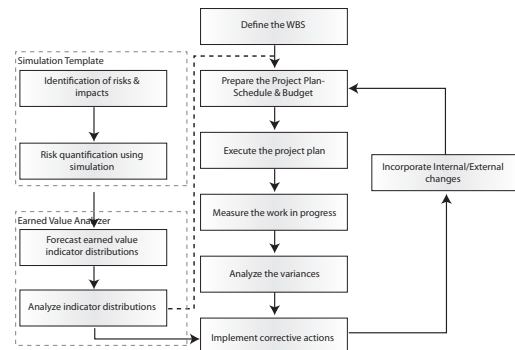 Define the WBS
Simulation Template
Identification of risks &
impacts
Prepare the Project Plan-
Schedule & Budget
Execute the project plan
Risk quantification using
simulation
Incorporate Internal/External
changes
Measure the work in progress
Earned Value Analyzer
Forecast earned value
indicator distributions
Analyze the variances
Analyze indicator distributions
Implement corrective actions